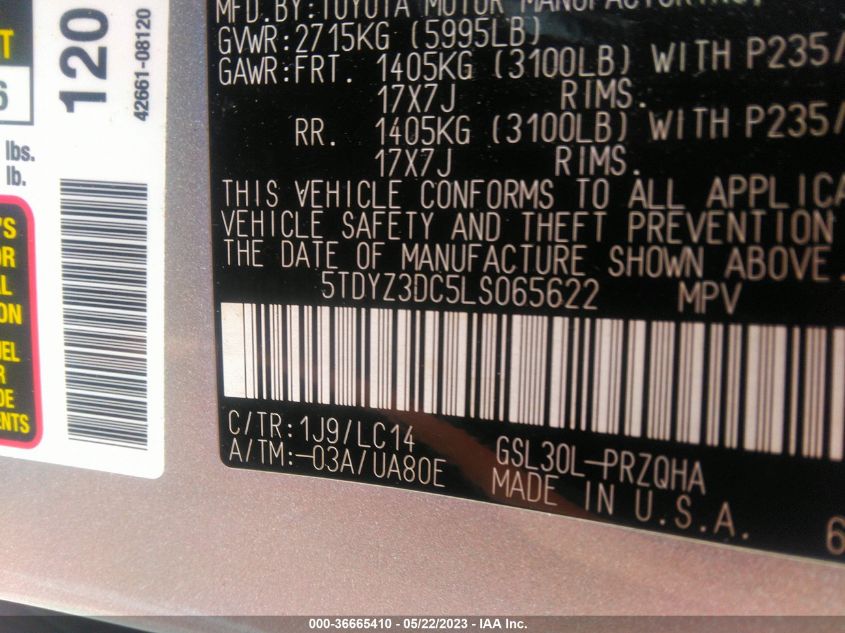 MFD.BY:TOYOTA MOTOR
GVWR:2715KG (5995LB)
GAWR:FRT. 1405KG (3100LB) WITH P235/
17X7J RIMS.
RR. 1405KG (3100LB) WITH P235/
17X7J RIMS.
THIS VEHICLE CONFORMS TO ALL
VEHICLE SAFETY AND THEFT PREVENTION
THE DATE OF MANUFACTURE SHOWN ABOVE.
5TDYZ3DC5LS065622 MPV
C/TR:1J9/LC14
A/TM:-03A/UA80E
GSL30L-PRZQHA
MADE IN U.S.A.
120
42661-08120
lbs.
lb.
000-36665410 - 05/22/2023 - IAA Inc.